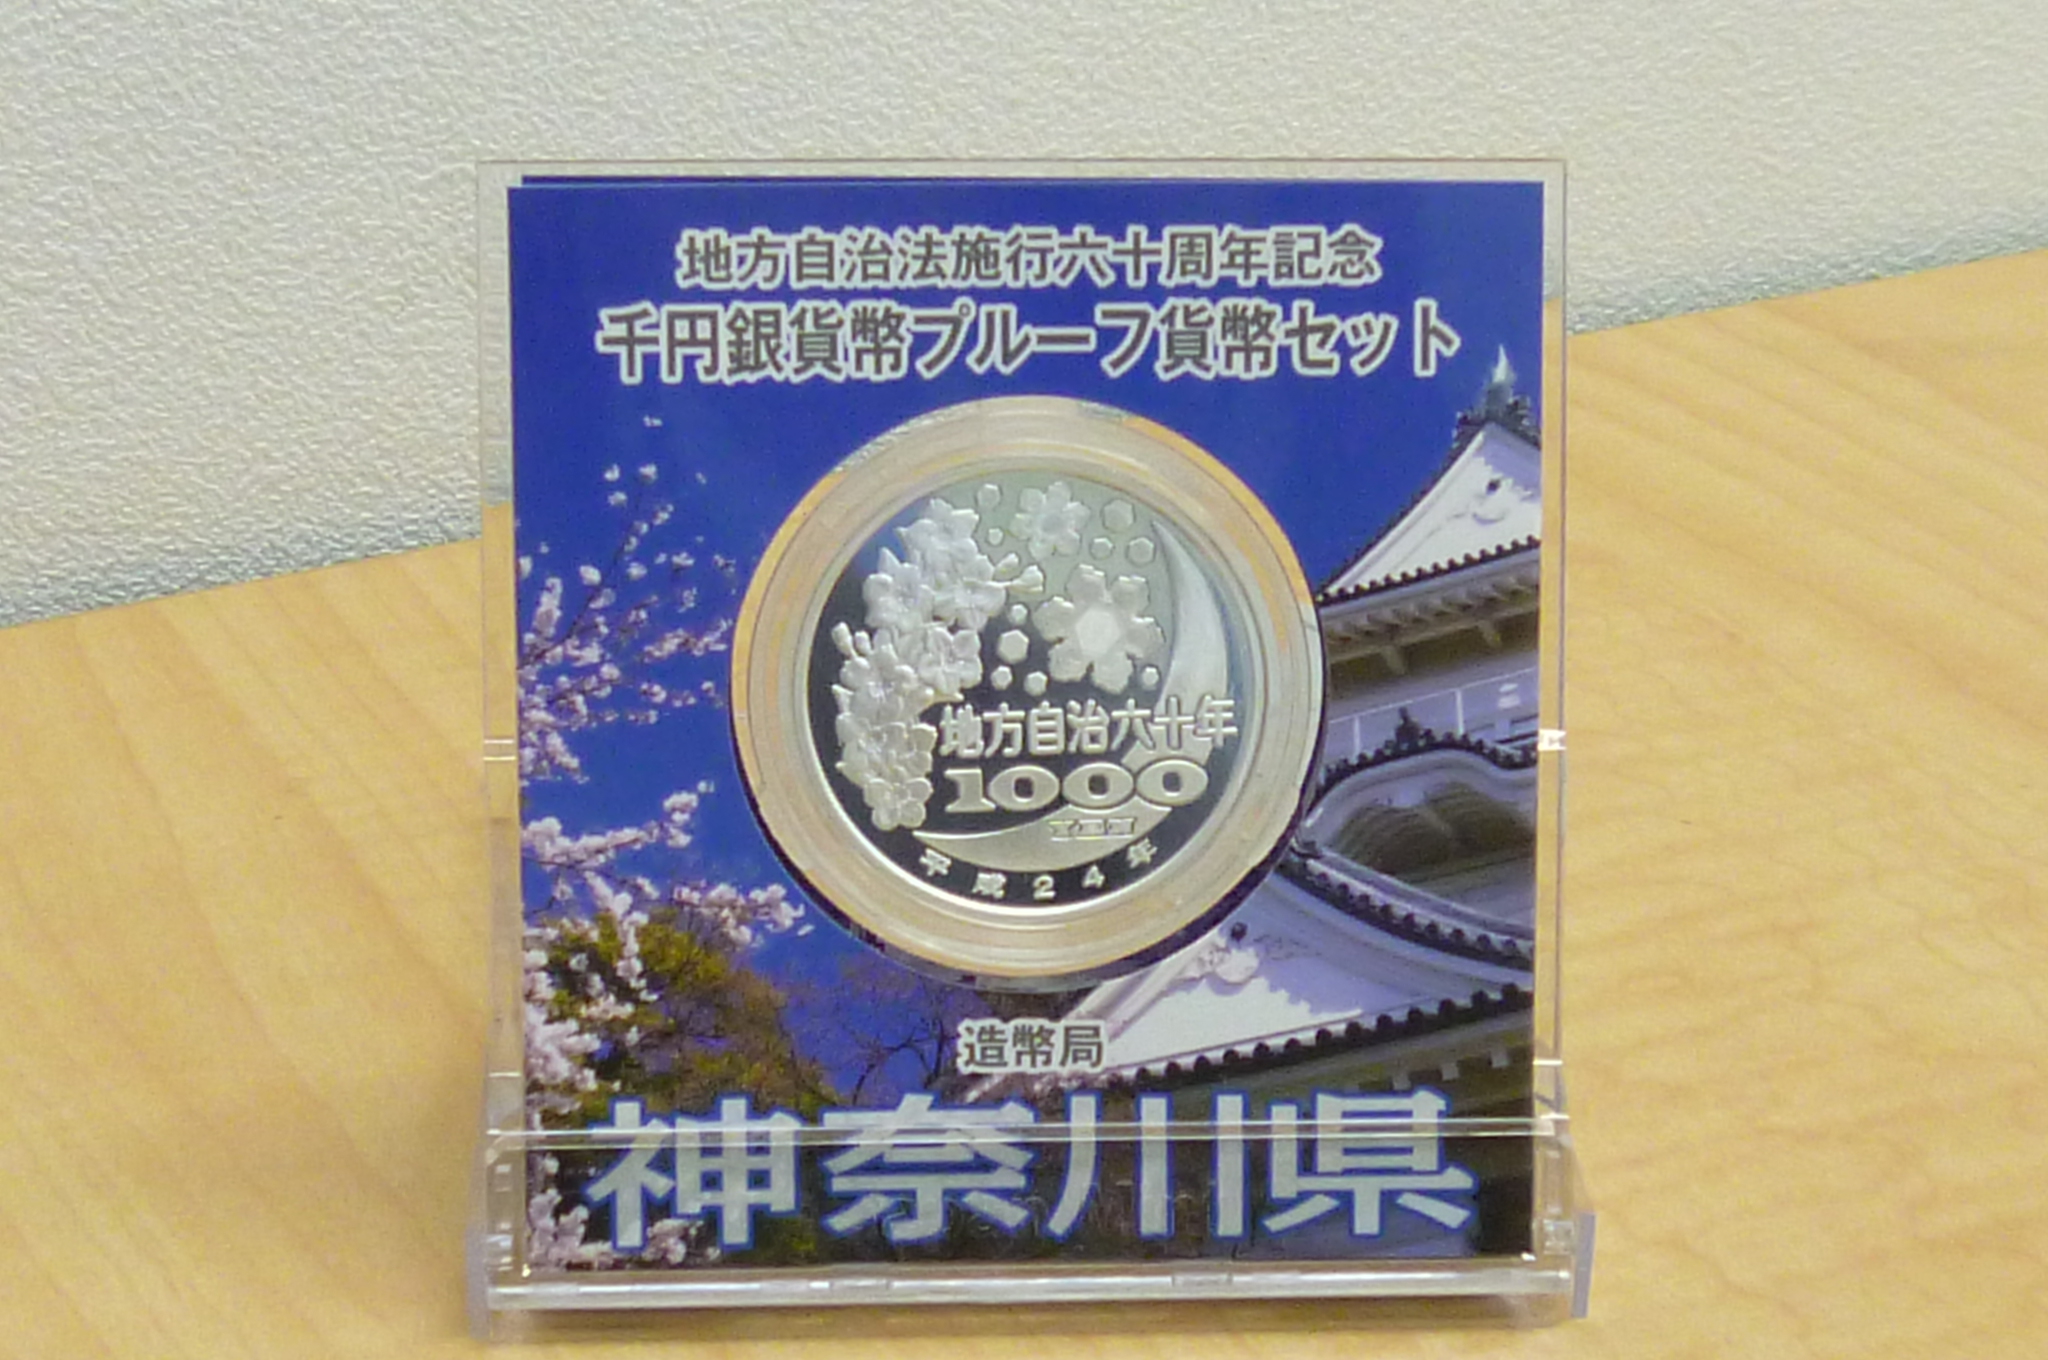 地方自治法施行六十周年記念
千円銀貨幣プルーフ貨幣セット
地方自治六十年
1000
YEN
平成24年
造幣局
神奈川県